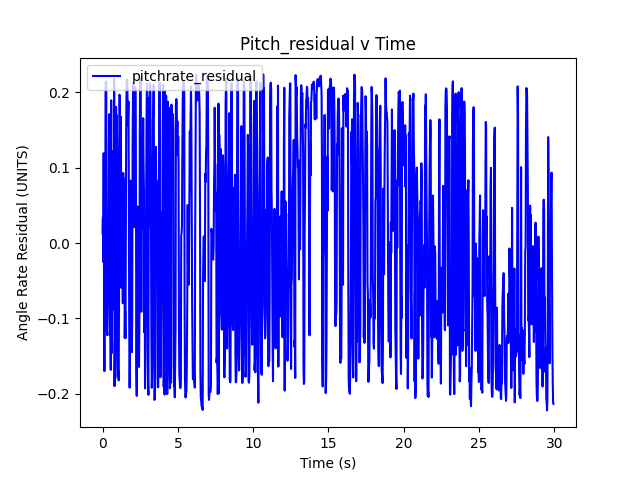 Pitch_residual v Time
pitchrate_residual
Angle Rate Residual (UNITS)
0.2
0.1
0.0
−0.1
−0.2
0 5 10 15 20 25 30
Time (s)